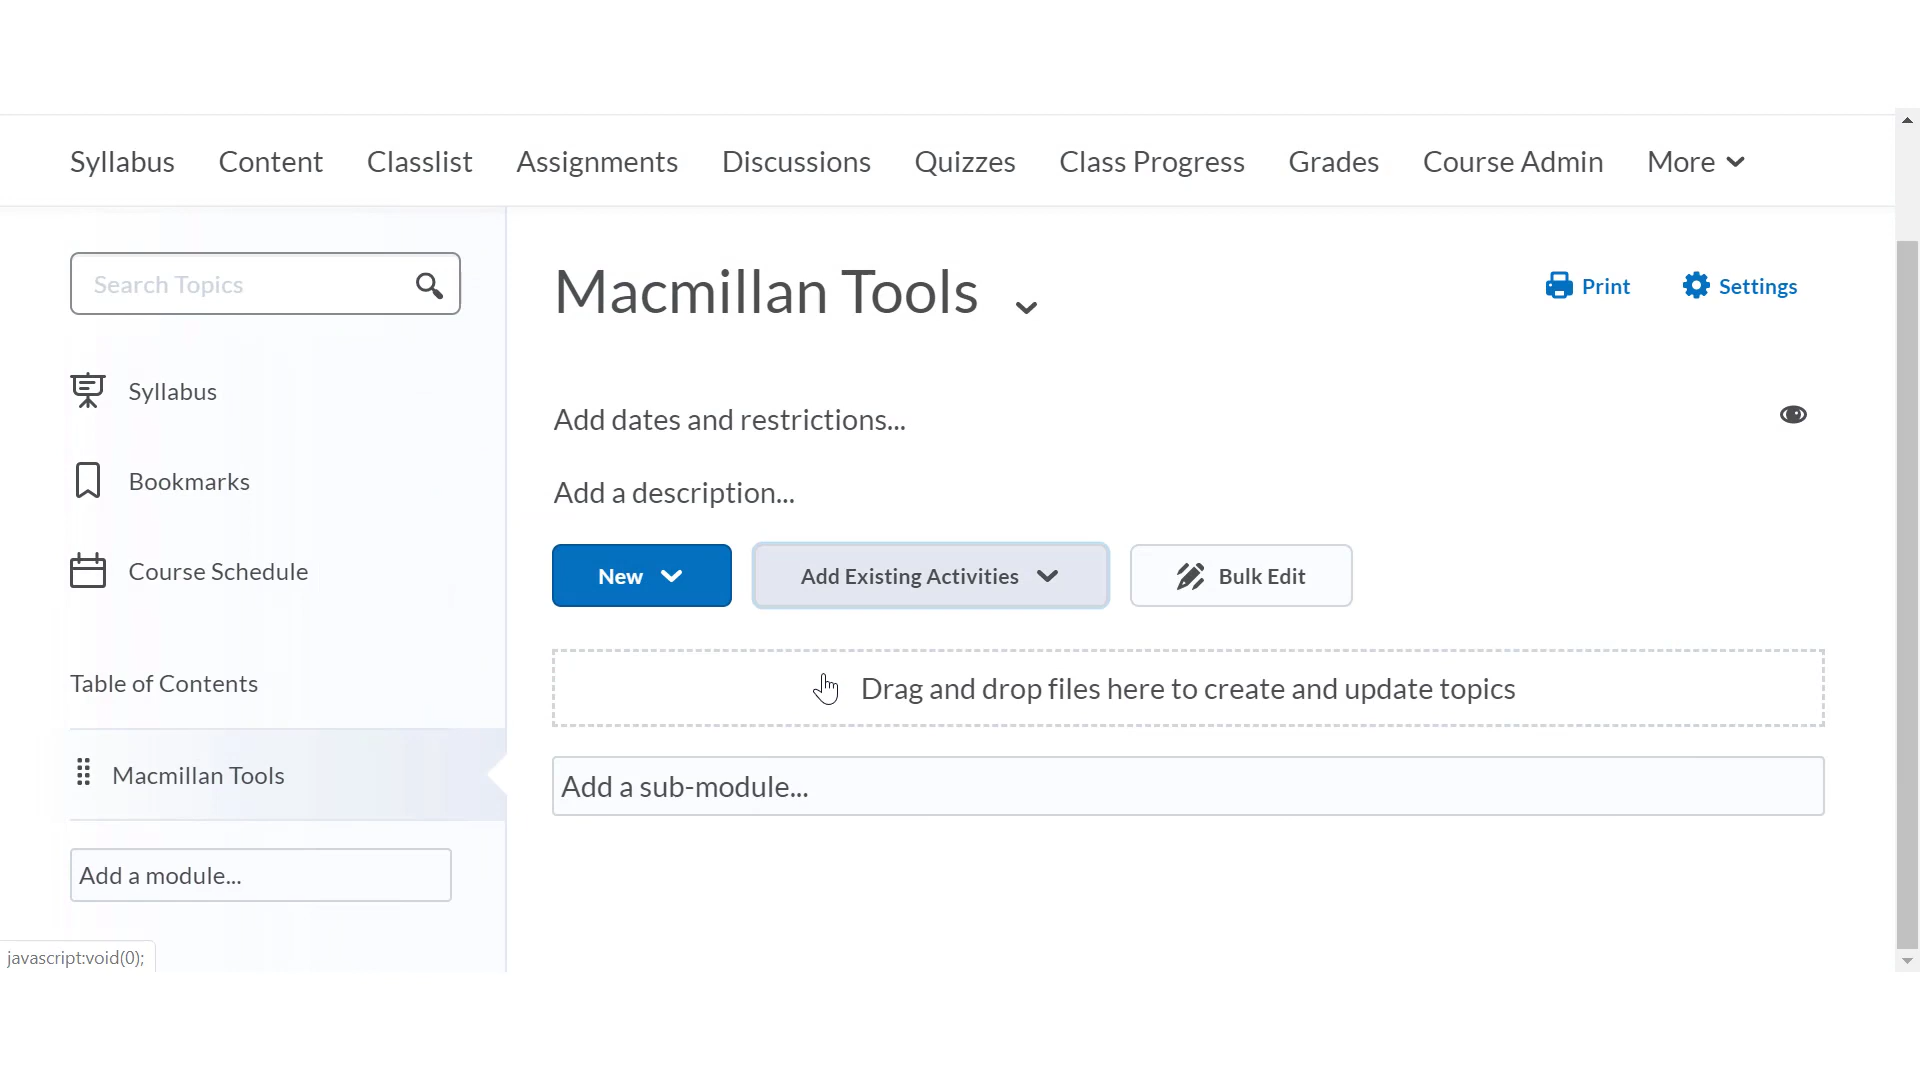 Syllabus Content Classlist Assignments Discussions Quizzes Class Progress Grades Course Admin More
Search Topics
Syllabus
Bookmarks
Course Schedule
Table of Contents
Macmillan Tools
Add a module...
Macmillan Tools
Print Settings
Add dates and restrictions...
Add a description...
New Add Existing Activities Bulk Edit
Drag and drop files here to create and update topics
Add a sub-module...
javascript:void(0);